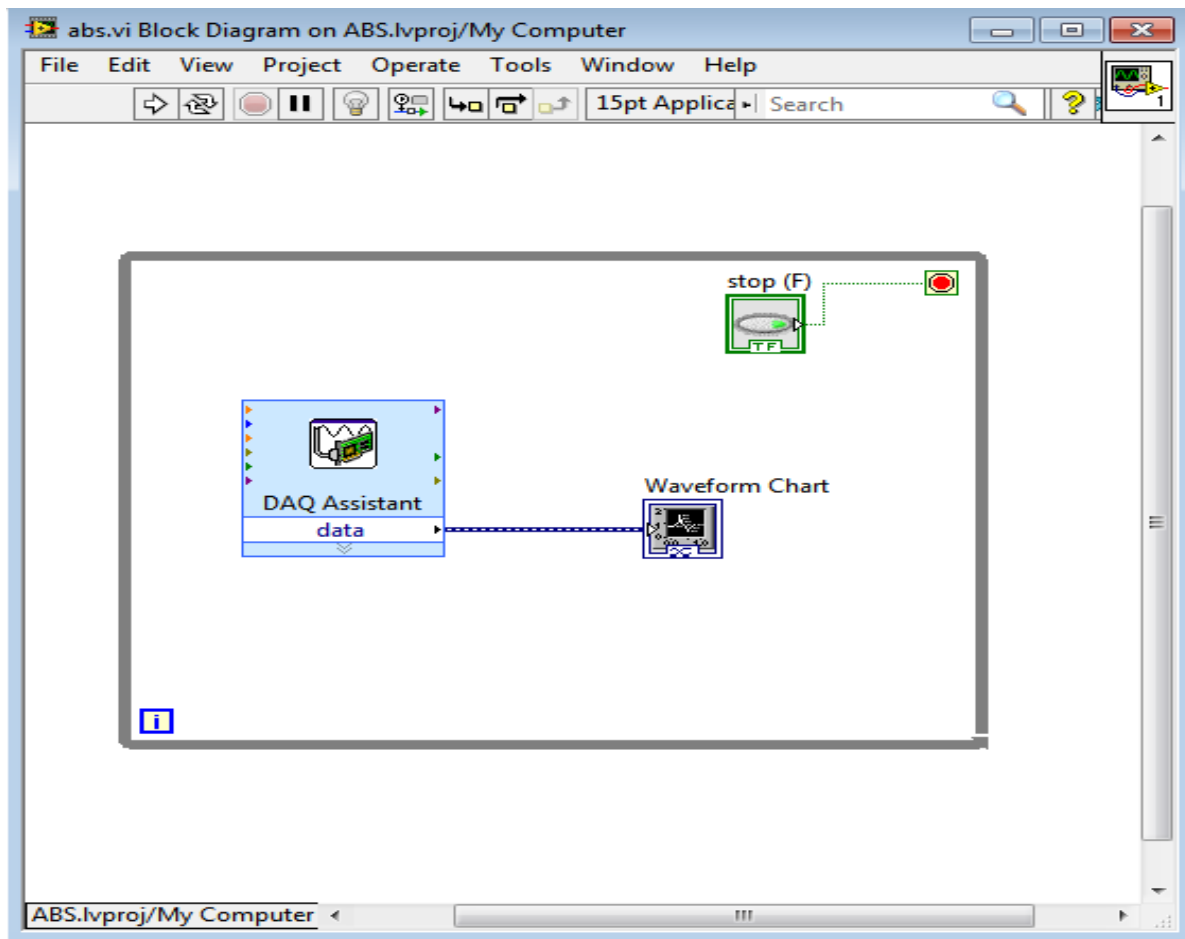 abs.vi Block Diagram on ABS.lvproj/My Computer
File Edit View Project Operate Tools Window Help
15pt Applica Search
1
stop (F)
TF
DAQ Assistant
data
Waveform Chart
i
ABS.lvproj/My Computer